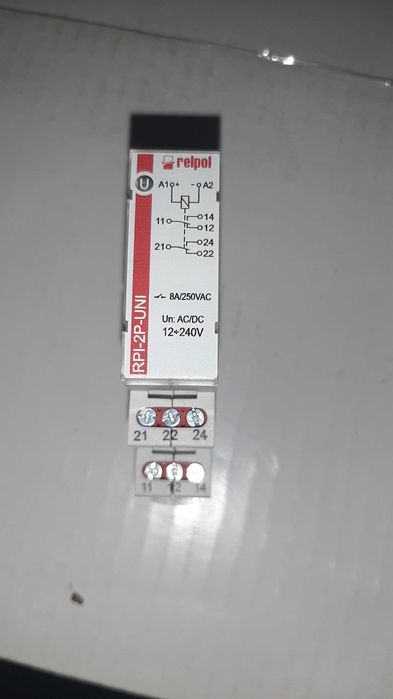 relpol
U A1 + - A2
11 14
12
21 24
22
8A/250VAC
Un: AC/DC
12÷240V
RPI-2P-UNI
21 22 24
11 12 14